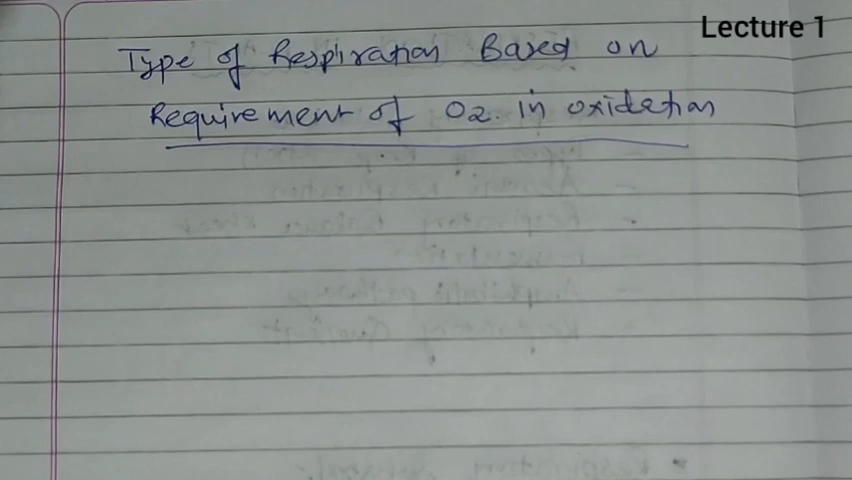 Lecture 1
Type of Respiration Based on
Requirement of O2. in oxidation